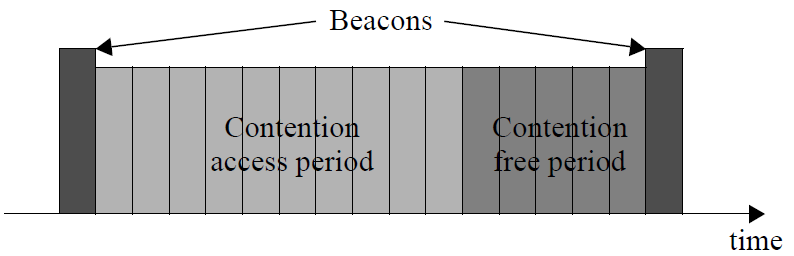 Beacons
Contention
access period
Contention
free period
time